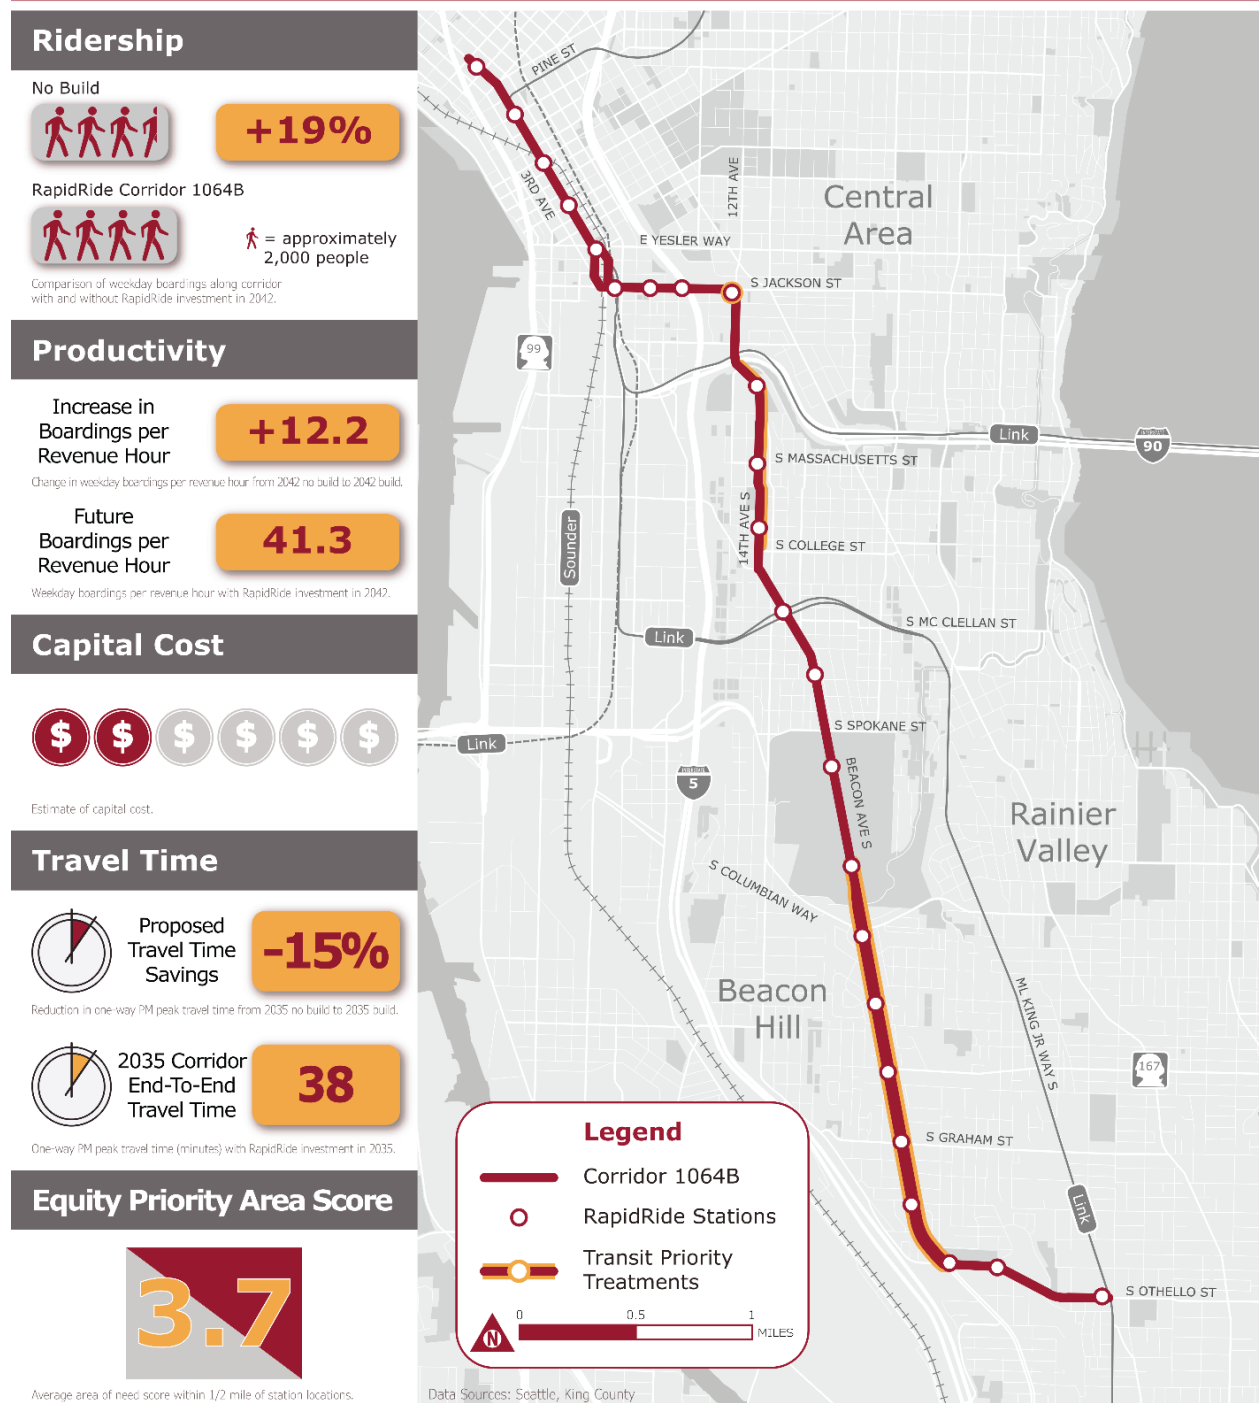 Ridership
No Build
+19%
RapidRide Corridor 1064B
= approximately
2,000 people
Comparison of weekday boardings along corridor
with and without RapidRide investment in 2042.
Productivity
Increase in
Boardings per
Revenue Hour
+12.2
Change in weekday boardings per revenue hour from 2042 no build to 2042 build.
Future
Boardings per
Revenue Hour
41.3
Weekday boardings per revenue hour with RapidRide investment in 2042.
Capital Cost
$ $ $ $ $ $
Estimate of capital cost.
Travel Time
Proposed
Travel Time
Savings
-15%
Reduction in one-way PM peak travel time from 2035 no build to 2035 build.
2035 Corridor
End-To-End
Travel Time
38
One-way PM peak travel time (minutes) with RapidRide investment in 2035.
Equity Priority Area Score
3.7
Average area of need score within 1/2 mile of station locations.
PINE ST
3RD AVE
12TH AVE
Central
Area
E YESLER WAY
S JACKSON ST
99
Link
90
S MASSACHUSETTS ST
14TH AVE S
Sounder
S COLLEGE ST
S MC CLELLAN ST
Link
S SPOKANE ST
Link
5
BEACON AVE S
Rainier
Valley
S COLUMBIAN WAY
Beacon
Hill
ML KING JR WAY S
167
S GRAHAM ST
Link
S OTHELLO ST
Legend
Corridor 1064B
RapidRide Stations
Transit Priority
Treatments
0 0.5 1
MILES
N
Data Sources: Seattle, King County